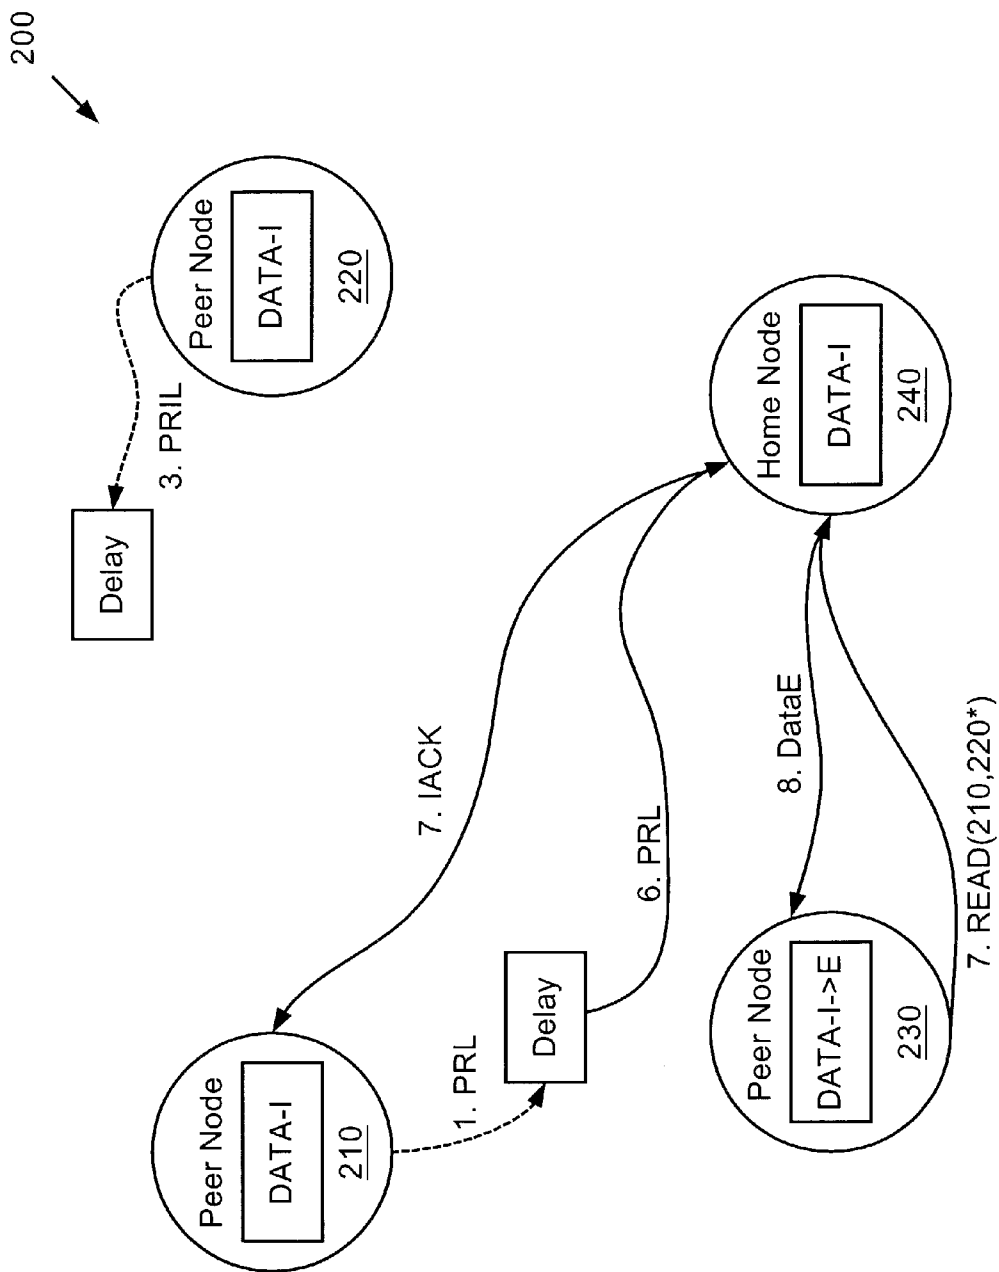 200
Peer Node
DATA-I
210
Peer Node
DATA-I
220
Delay
3. PRIL
7. IACK
1. PRL
Delay
6. PRL
Peer Node
DATA-I->E
230
8. DataE
7. READ(210,220*)
Home Node
DATA-I
240